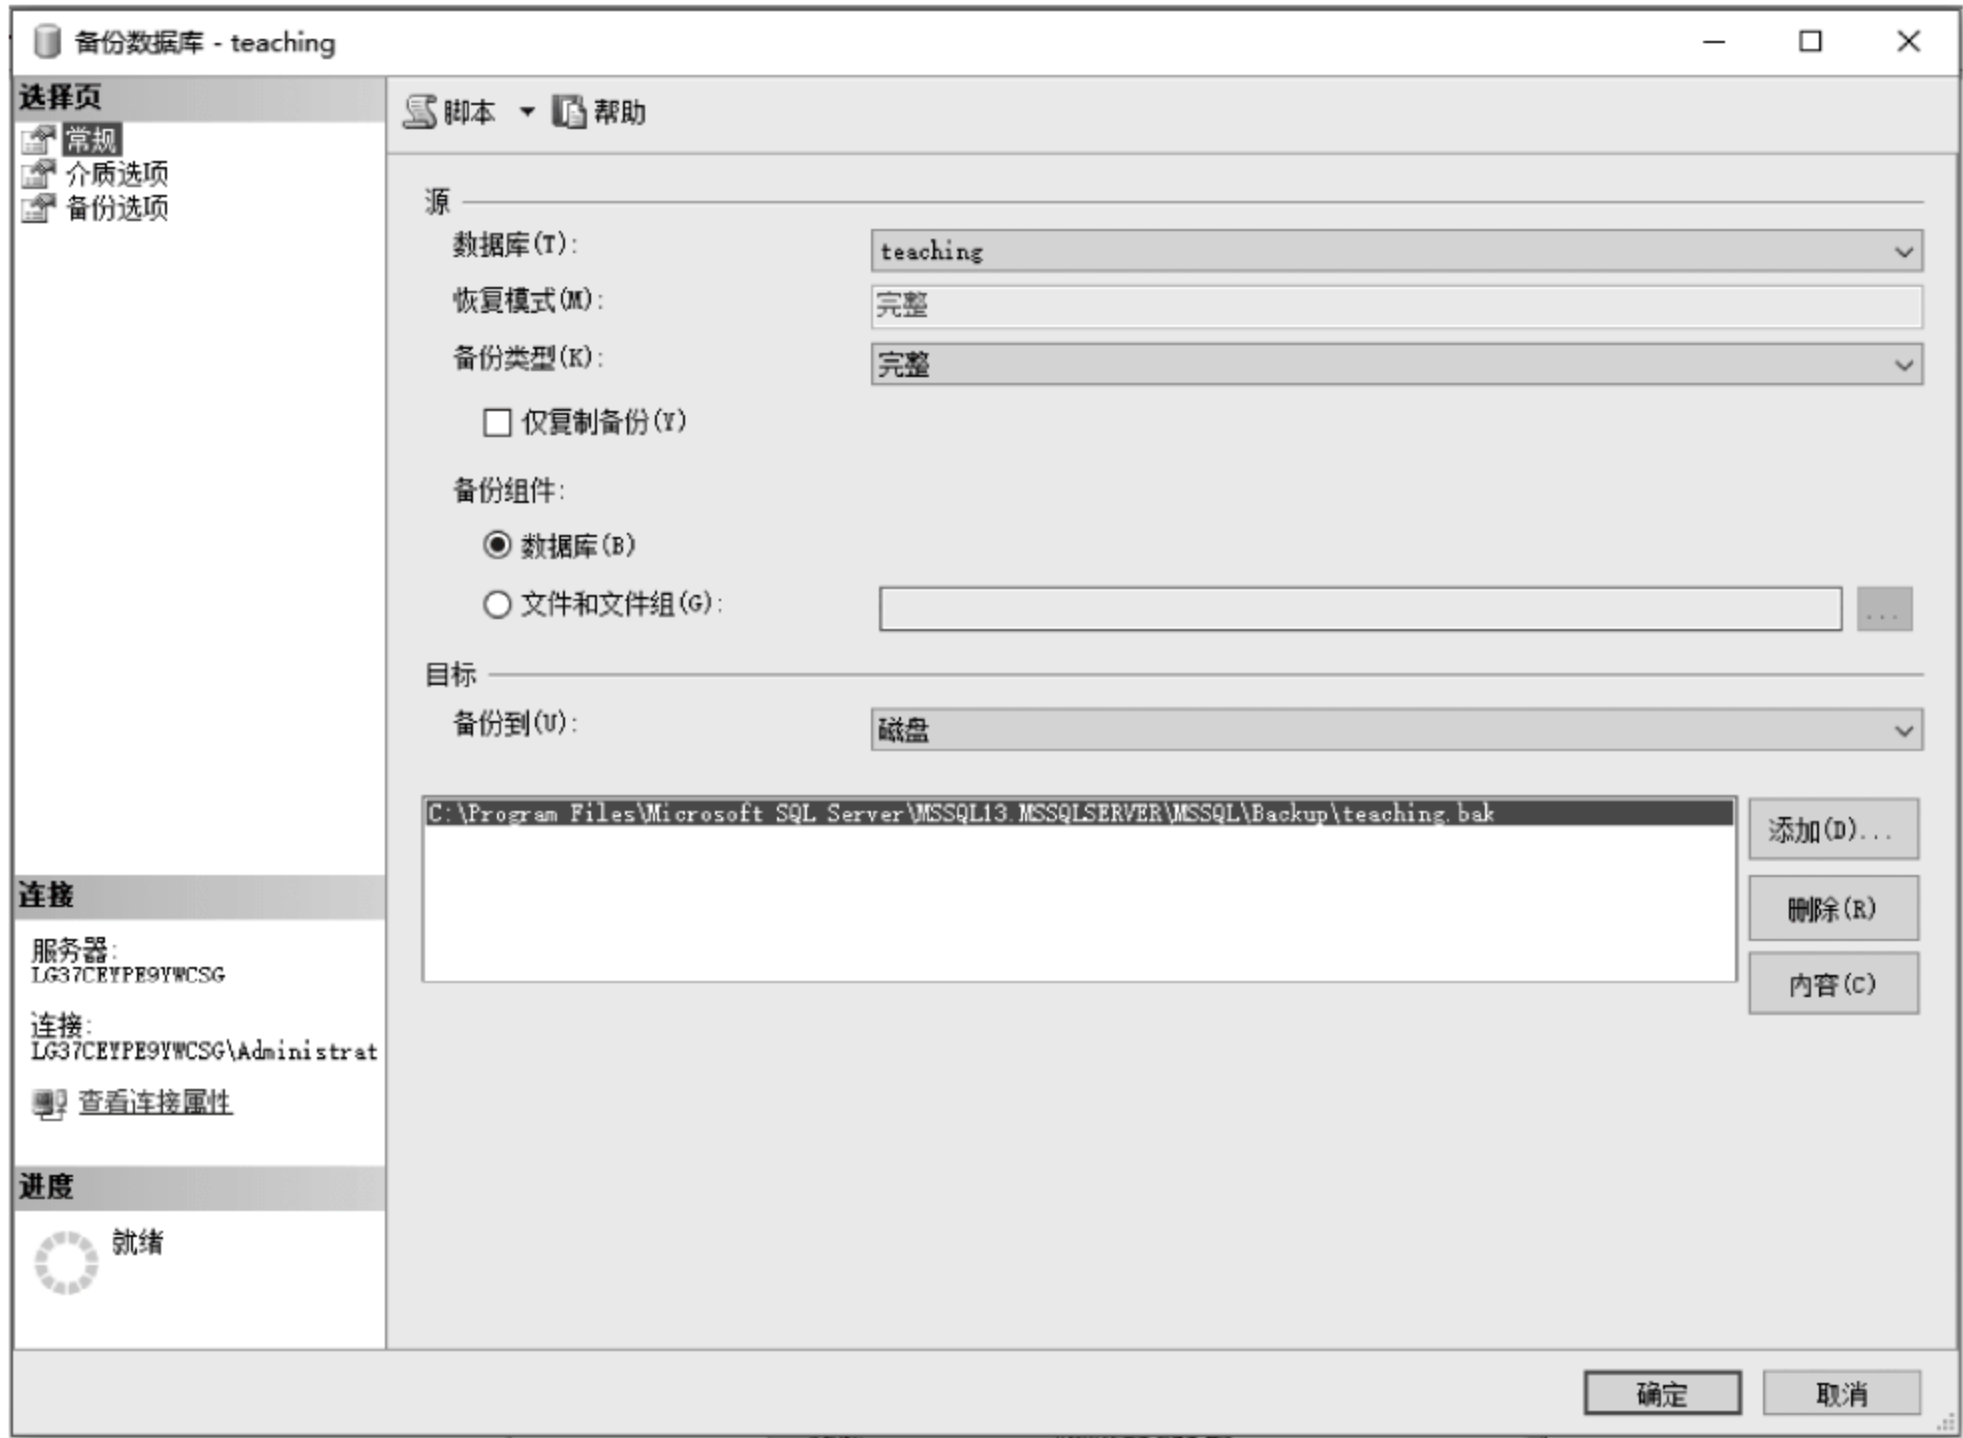 备份数据库 - teaching
选择页
常规
介质选项
备份选项
脚本
帮助
源
数据库(T):
teaching
恢复模式(M):
完整
备份类型(K):
完整
仅复制备份(Y)
备份组件:
数据库(B)
文件和文件组(G):
...
目标
备份到(U):
磁盘
C:\Program Files\Microsoft SQL Server\MSSQL13.MSSQLSERVER\MSSQL\Backup\teaching.bak
添加(D)...
删除(R)
内容(C)
连接
服务器:
LG37CEYPE9YWCSG
连接:
LG37CEYPE9YWCSG\Administrat
查看连接属性
进度
就绪
确定
取消